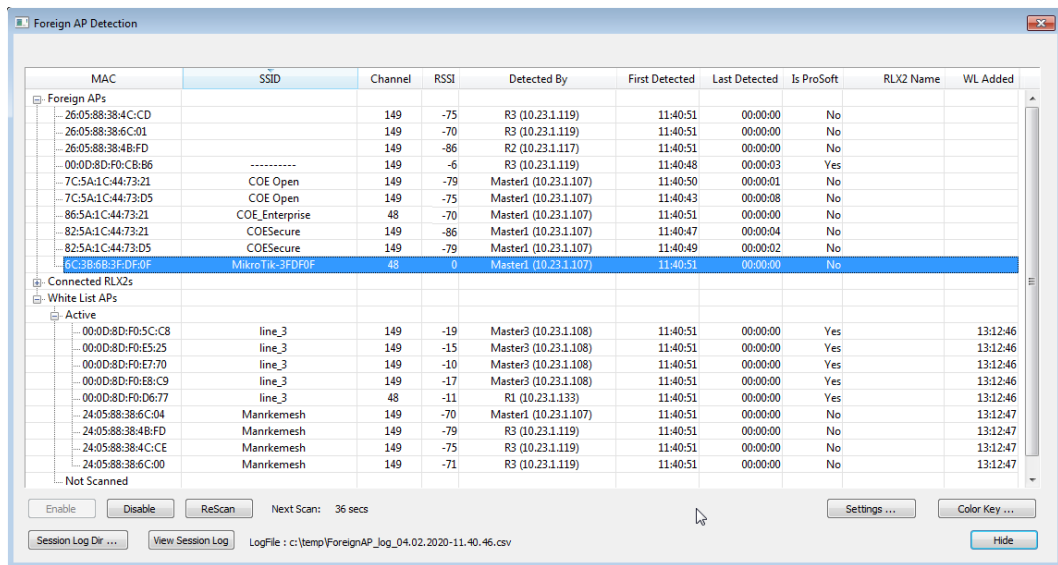 Foreign AP Detection
MAC SSID Channel RSSI Detected By First Detected Last Detected Is ProSoft RLX2 Name WL Added
Foreign APs
26:05:88:38:4C:CD 149 -75 R3 (10.23.1.119) 11:40:51 00:00:00 No
26:05:88:38:6C:01 149 -70 R3 (10.23.1.119) 11:40:51 00:00:00 No
26:05:88:38:4B:FD 149 -86 R2 (10.23.1.117) 11:40:51 00:00:00 No
00:0D:8D:F0:CB:B6 ---------- 149 -6 R3 (10.23.1.119) 11:40:48 00:00:03 Yes
7C:5A:1C:44:73:21 COE Open 149 -79 Master1 (10.23.1.107) 11:40:50 00:00:01 No
7C:5A:1C:44:73:D5 COE Open 149 -75 Master1 (10.23.1.107) 11:40:43 00:00:08 No
86:5A:1C:44:73:21 COE_Enterprise 48 -70 Master1 (10.23.1.107) 11:40:51 00:00:00 No
82:5A:1C:44:73:21 COESecure 149 -86 Master1 (10.23.1.107) 11:40:47 00:00:04 No
82:5A:1C:44:73:D5 COESecure 149 -79 Master1 (10.23.1.107) 11:40:49 00:00:02 No
6C:3B:6B:3F:DF:0F MikroTik-3FDF0F 48 0 Master1 (10.23.1.107) 11:40:51 00:00:00 No
Connected RLX2s
White List APs
Active
00:0D:8D:F0:5C:C8 line_3 149 -19 Master3 (10.23.1.108) 11:40:51 00:00:00 Yes 13:12:46
00:0D:8D:F0:E5:25 line_3 149 -15 Master3 (10.23.1.108) 11:40:51 00:00:00 Yes 13:12:46
00:0D:8D:F0:E7:70 line_3 149 -10 Master3 (10.23.1.108) 11:40:51 00:00:00 Yes 13:12:46
00:0D:8D:F0:E8:C9 line_3 149 -17 Master3 (10.23.1.108) 11:40:51 00:00:00 Yes 13:12:46
00:0D:8D:F0:D6:77 line_3 48 -11 R1 (10.23.1.133) 11:40:51 00:00:00 Yes 13:12:46
24:05:88:38:6C:04 Manrkemesh 149 -70 Master1 (10.23.1.107) 11:40:51 00:00:00 No 13:12:47
24:05:88:38:4B:FD Manrkemesh 149 -79 R3 (10.23.1.119) 11:40:51 00:00:00 No 13:12:47
24:05:88:38:4C:CE Manrkemesh 149 -75 R3 (10.23.1.119) 11:40:51 00:00:00 No 13:12:47
24:05:88:38:6C:00 Manrkemesh 149 -71 R3 (10.23.1.119) 11:40:51 00:00:00 No 13:12:47
Not Scanned
Enable Disable ReScan Next Scan: 36 secs Settings ... Color Key ...
Session Log Dir ... View Session Log LogFile : c:\temp\ForeignAP_log_04.02.2020-11.40.46.csv Hide